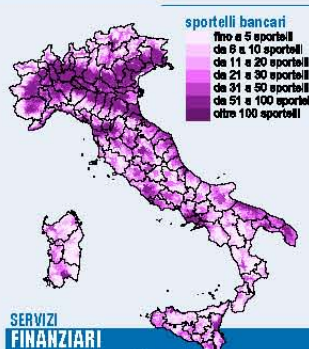 sportelli bancari
fino a 5 sportelli
da 6 a 10 sportelli
da 11 a 20 sportelli
da 21 a 30 sportelli
da 31 a 50 sportelli
da 51 a 100 sportelli
oltre 100 sportelli
SERVIZI
FINANZIARI